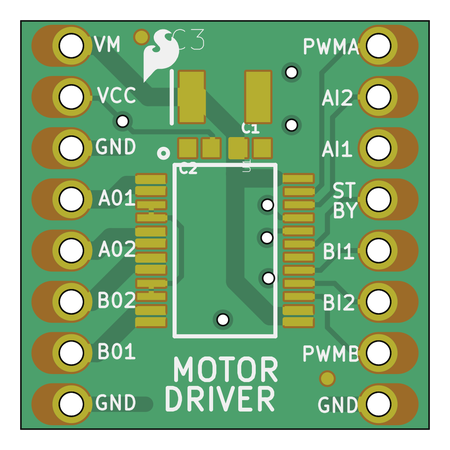 VM
C3
PWMA
VCC
AI2
C1
GND
AI1
C2
A01
ST
BY
A02
BI1
B02
BI2
B01
PWMB
MOTOR
DRIVER
GND
GND